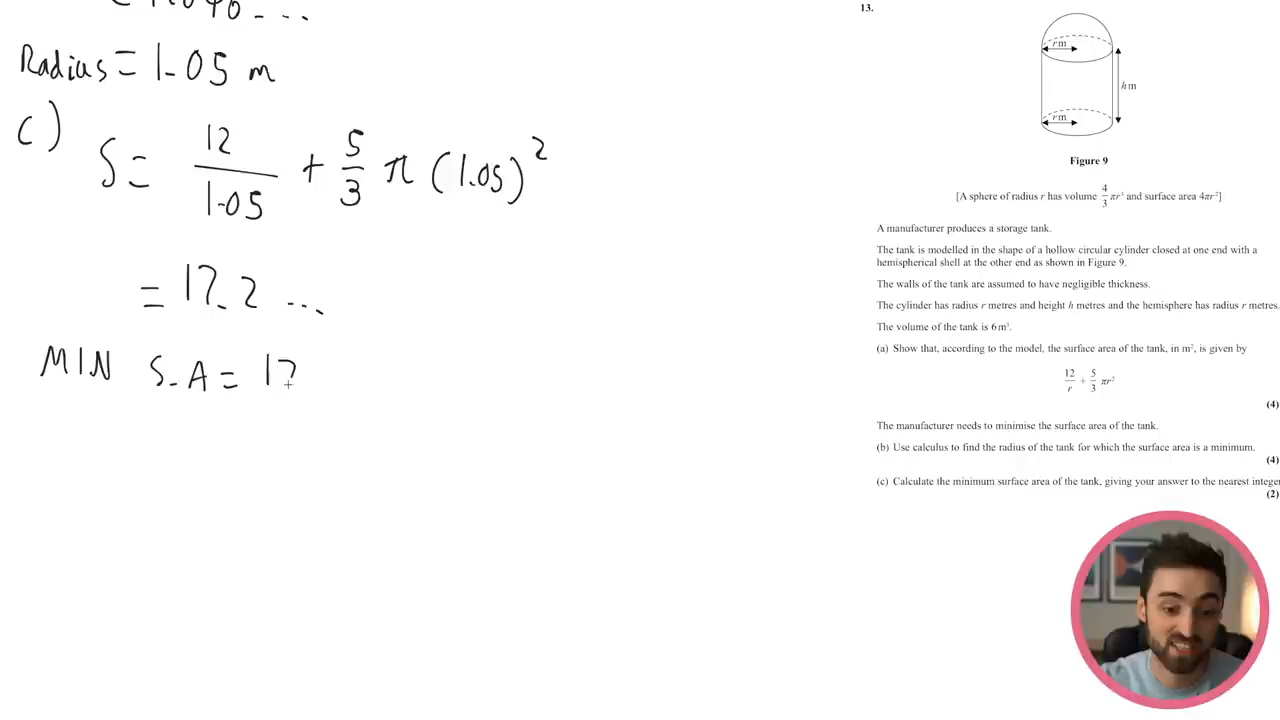 Radius = 1.05 m
c)
S = 12/1.05 + 5/3 π (1.05)²
= 17.2 ...
MIN S.A = 17
13.
r m
h m
r m
Figure 9
[A sphere of radius r has volume 4/3 πr³ and surface area 4πr²]
A manufacturer produces a storage tank.
The tank is modelled in the shape of a hollow circular cylinder closed at one end with a
hemispherical shell at the other end as shown in Figure 9.
The walls of the tank are assumed to have negligible thickness.
The cylinder has radius r metres and height h metres and the hemisphere has radius r metres.
The volume of the tank is 6 m³.
(a) Show that, according to the model, the surface area of the tank, in m², is given by
12/r + 5/3 πr²
(4)
The manufacturer needs to minimise the surface area of the tank.
(b) Use calculus to find the radius of the tank for which the surface area is a minimum.
(4)
(c) Calculate the minimum surface area of the tank, giving your answer to the nearest intege
(2)